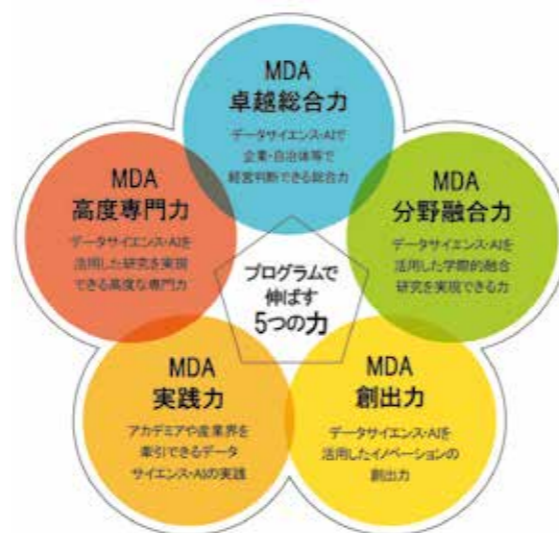 MDA
卓越総合力
データサイエンス・AIで
企業・自治体等で
経営判断できる総合力
MDA
高度専門力
データサイエンス・AIを
活用した研究を実現
できる高度な専門力
MDA
分野融合力
データサイエンス・AIを
活用した学際的融合
研究を実現できる力
プログラムで
伸ばす
5つの力
MDA
実践力
アカデミアや産業界を
牽引できるデータ
サイエンス・AIの実践
MDA
創出力
データサイエンス・AIを
活用したイノベーションの
創出力